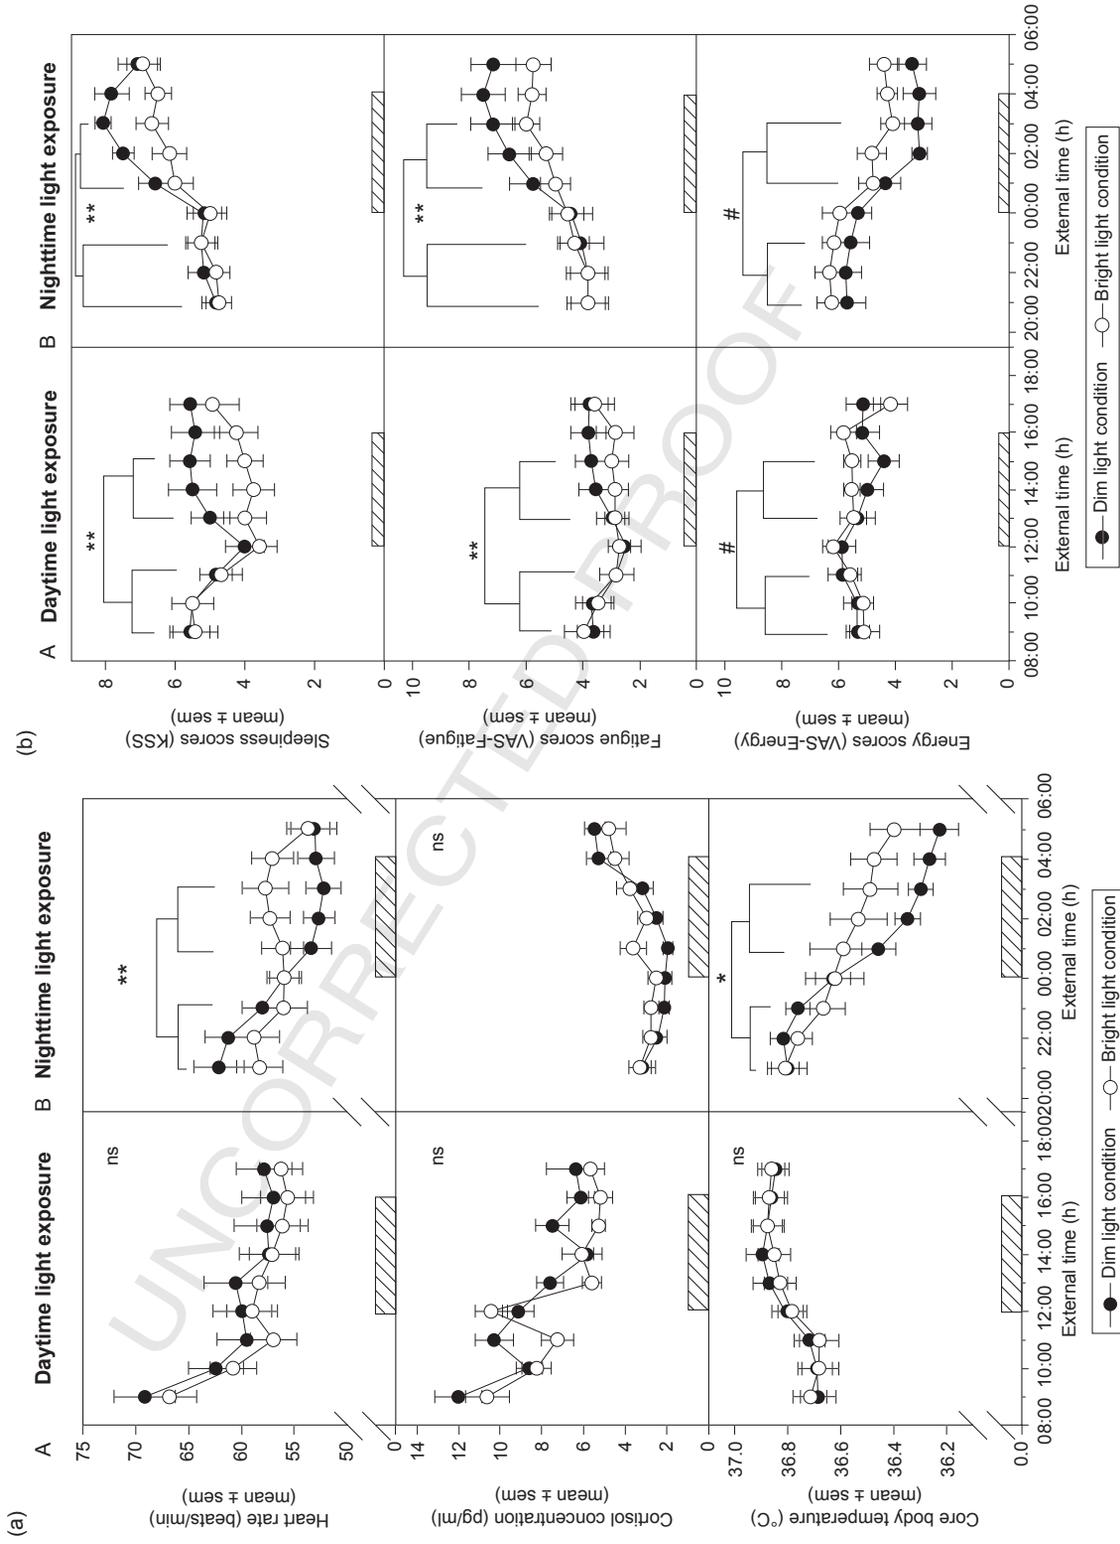 (a)
A Daytime light exposure B Nighttime light exposure
Heart rate (beats/min)
(mean ± sem)
75
70
65
60
55
50
0
ns
**
Cortisol concentration (pg/ml)
(mean ± sem)
14
12
10
8
6
4
2
0
ns
ns
Core body temperature (°C)
(mean ± sem)
37.0
36.8
36.6
36.4
36.2
0.0
ns
*
08:00 10:00 12:00 14:00 16:00 18:00 20:00 22:00 00:00 02:00 04:00 06:00
External time (h) External time (h)
Dim light condition Bright light condition Dim light condition Bright light condition
(b)
A Daytime light exposure B Nighttime light exposure
Sleepiness scores (KSS)
(mean ± sem)
8
6
4
2
0
**
**
Fatigue scores (VAS-Fatigue)
(mean ± sem)
10
8
6
4
2
0
**
**
Energy scores (VAS-Energy)
(mean ± sem)
10
8
6
4
2
0
#
#
08:00 10:00 12:00 14:00 16:00 18:00 20:00 22:00 00:00 02:00 04:00 06:00
External time (h) External time (h)
Dim light condition Bright light condition
UNCORRECTED PROOF